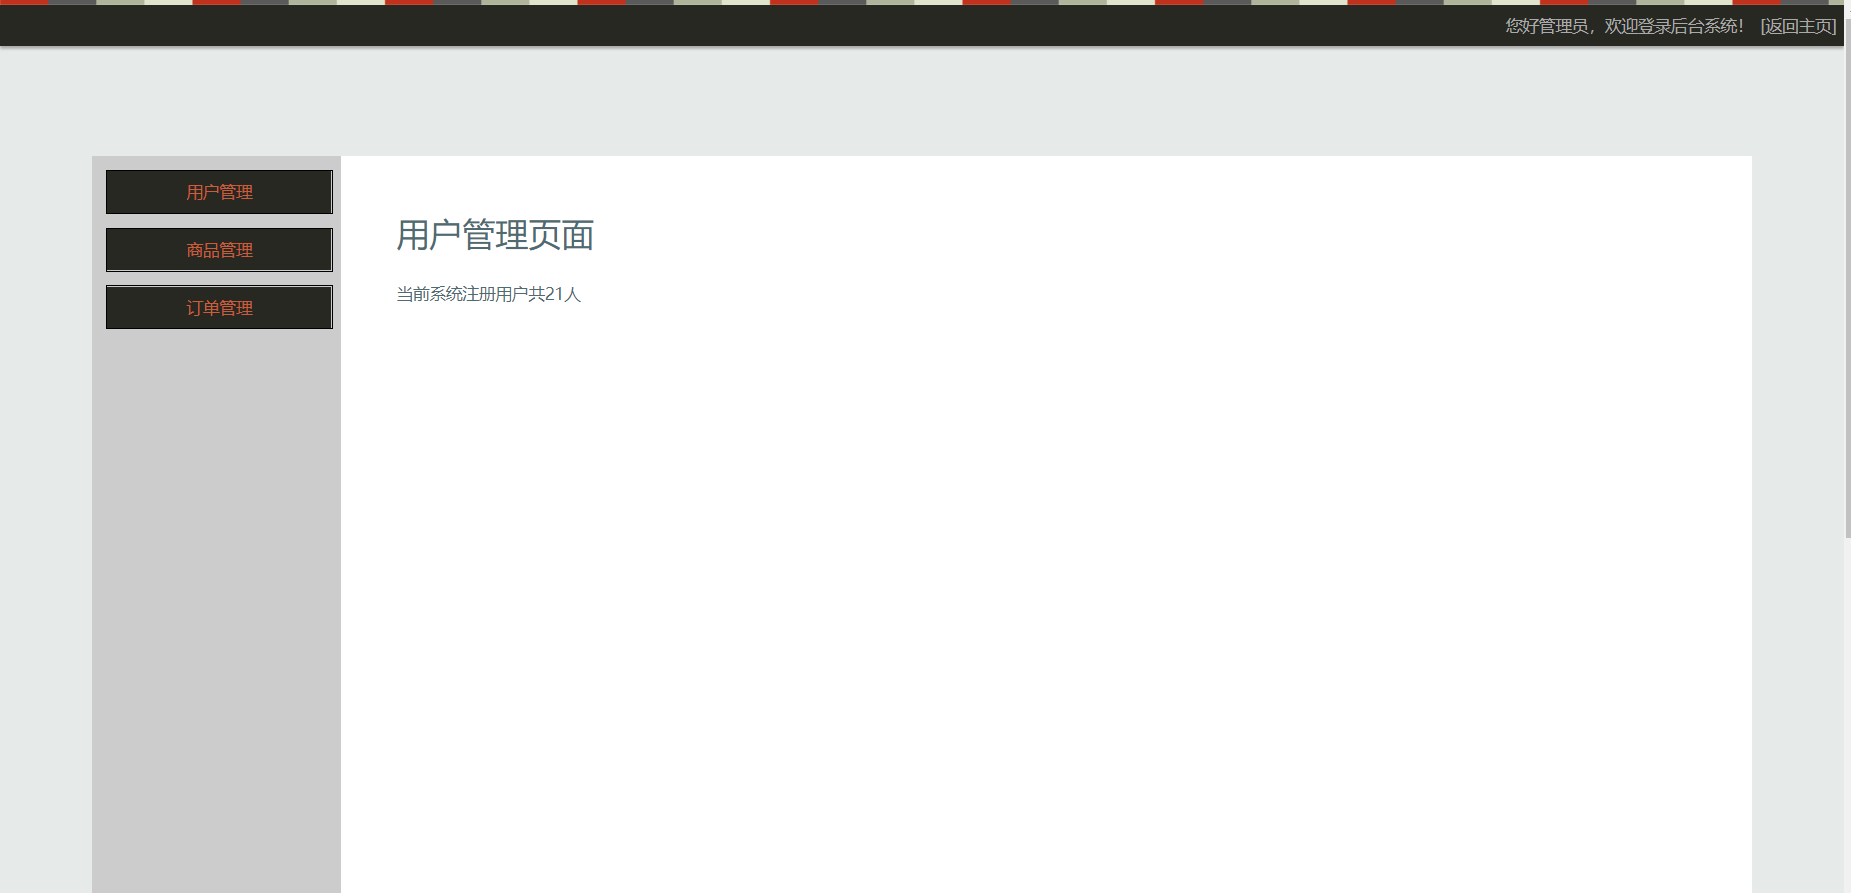 您好管理员，欢迎登录后台系统！ [返回主页]
用户管理
商品管理
订单管理
用户管理页面
当前系统注册用户共21人